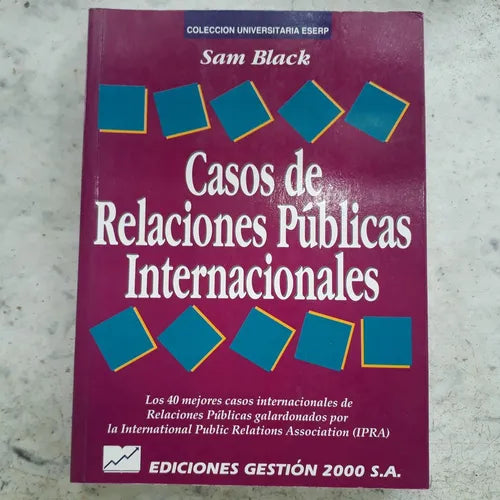 COLECCION UNIVERSITARIA ESERP
Sam Black
Casos de
Relaciones Públicas
Internacionales
Los 40 mejores casos internacionales de
Relaciones Públicas galardonados por
la International Public Relations Association (IPRA)
EDICIONES GESTIÓN 2000 S.A.